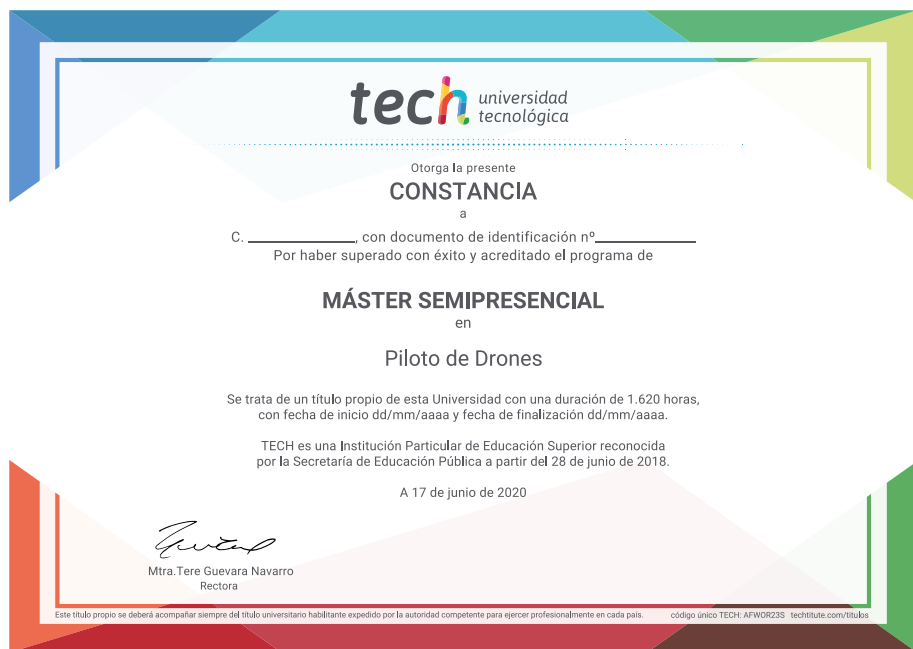 tech universidad
tecnológica
Otorga la presente
CONSTANCIA
a
C. ____________, con documento de identificación nº____________
Por haber superado con éxito y acreditado el programa de
MÁSTER SEMIPRESENCIAL
en
Piloto de Drones
Se trata de un título propio de esta Universidad con una duración de 1.620 horas,
con fecha de inicio dd/mm/aaaa y fecha de finalización dd/mm/aaaa.
TECH es una Institución Particular de Educación Superior reconocida
por la Secretaría de Educación Pública a partir del 28 de junio de 2018.
A 17 de junio de 2020
Mtra.Tere Guevara Navarro
Rectora
Este título propio se deberá acompañar siempre del título universitario habilitante expedido por la autoridad competente para ejercer profesionalmente en cada país. código único TECH: AFWOR23S techtitute.com/titulos